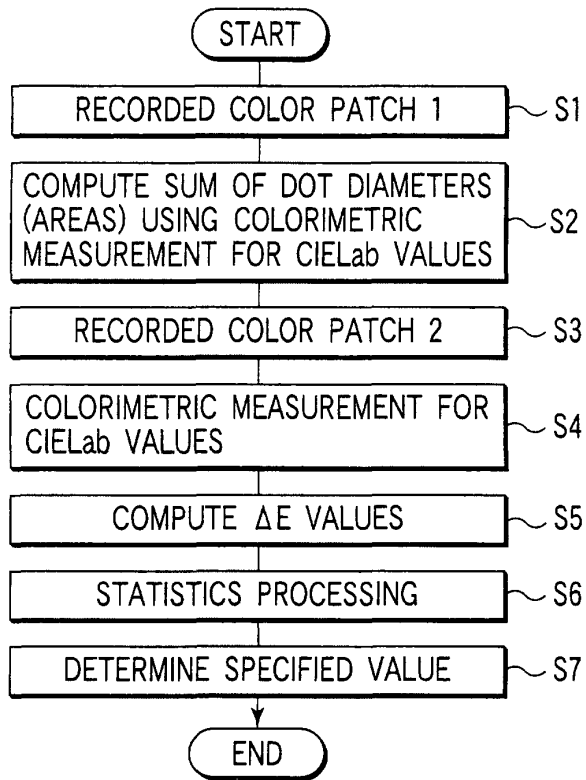 START
RECORDED COLOR PATCH 1
S1
COMPUTE SUM OF DOT DIAMETERS
(AREAS) USING COLORIMETRIC
MEASUREMENT FOR CIELab VALUES
S2
RECORDED COLOR PATCH 2
S3
COLORIMETRIC MEASUREMENT FOR
CIELab VALUES
S4
COMPUTE ΔE VALUES
S5
STATISTICS PROCESSING
S6
DETERMINE SPECIFIED VALUE
S7
END